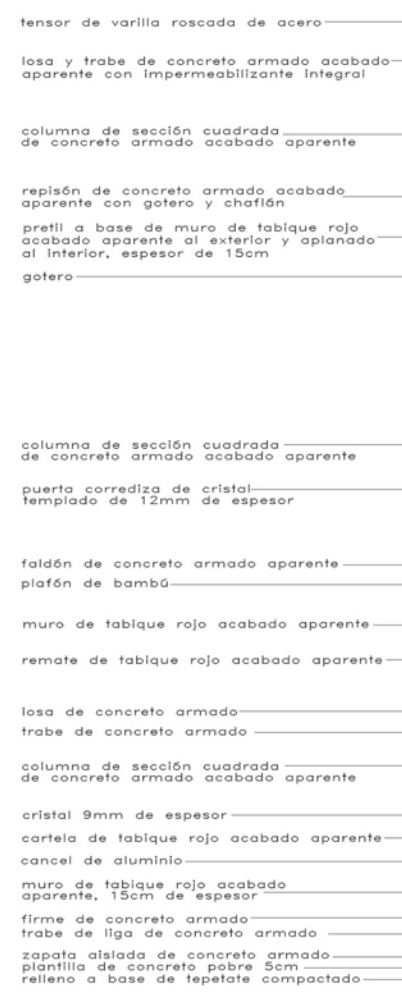 tensor de varilla roscada de acero
losa y trabe de concreto armado acabado
aparente con impermeabilizante integral
columna de sección cuadrada
de concreto armado acabado aparente
repisón de concreto armado acabado
aparente con gotero y chaflón
pretil a base de muro de tabique rojo
acabado aparente al exterior y aplanado
al interior, espesor de 15cm
gotero
columna de sección cuadrada
de concreto armado acabado aparente
puerta corrediza de cristal
templado de 12mm de espesor
faldón de concreto armado aparente
plafón de bambú
muro de tabique rojo acabado aparente
remate de tabique rojo acabado aparente
losa de concreto armado
trabe de concreto armado
columna de sección cuadrada
de concreto armado acabado aparente
cristal 9mm de espesor
cartela de tabique rojo acabado aparente
cancel de aluminio
muro de tabique rojo acabado
aparente, 15cm de espesor
firme de concreto armado
trabe de liga de concreto armado
zapata aislada de concreto armado
plantilla de concreto pobre 5cm
relleno a base de tepetate compactado